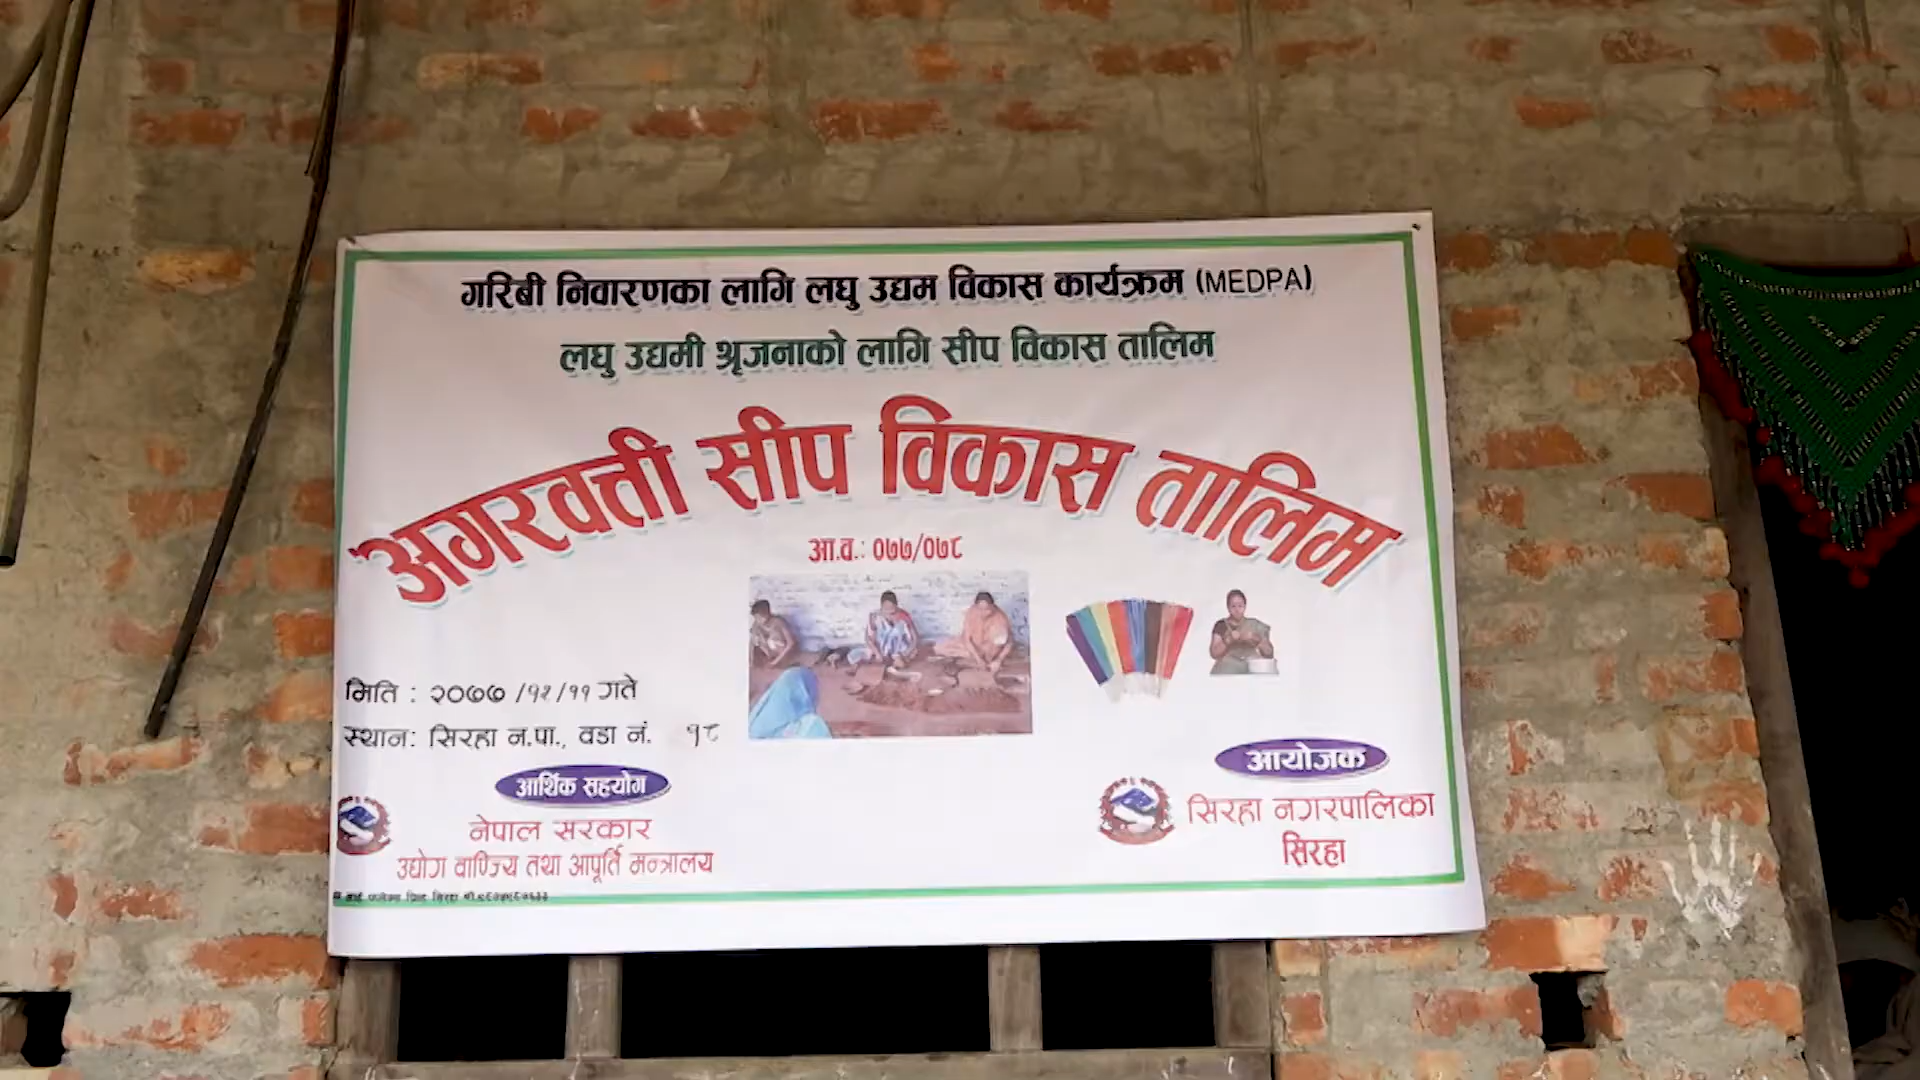 गरिबी निवारणका लागि लघु उद्यम विकास कार्यक्रम (MEDPA)
लघु उद्यमी श्रृजनाको लागि सीप विकास तालिम
अगरवत्ती सीप विकास तालिम
आ.व.: ०७७/०७८
मिति : २०७७ /१२/११ गते
स्थान: सिरहा न.पा., वडा नं. १८
आर्थिक सहयोग
नेपाल सरकार
उद्योग वाणिज्य तथा आपूर्ति मन्त्रालय
आयोजक
सिरहा नगरपालिका
सिरहा